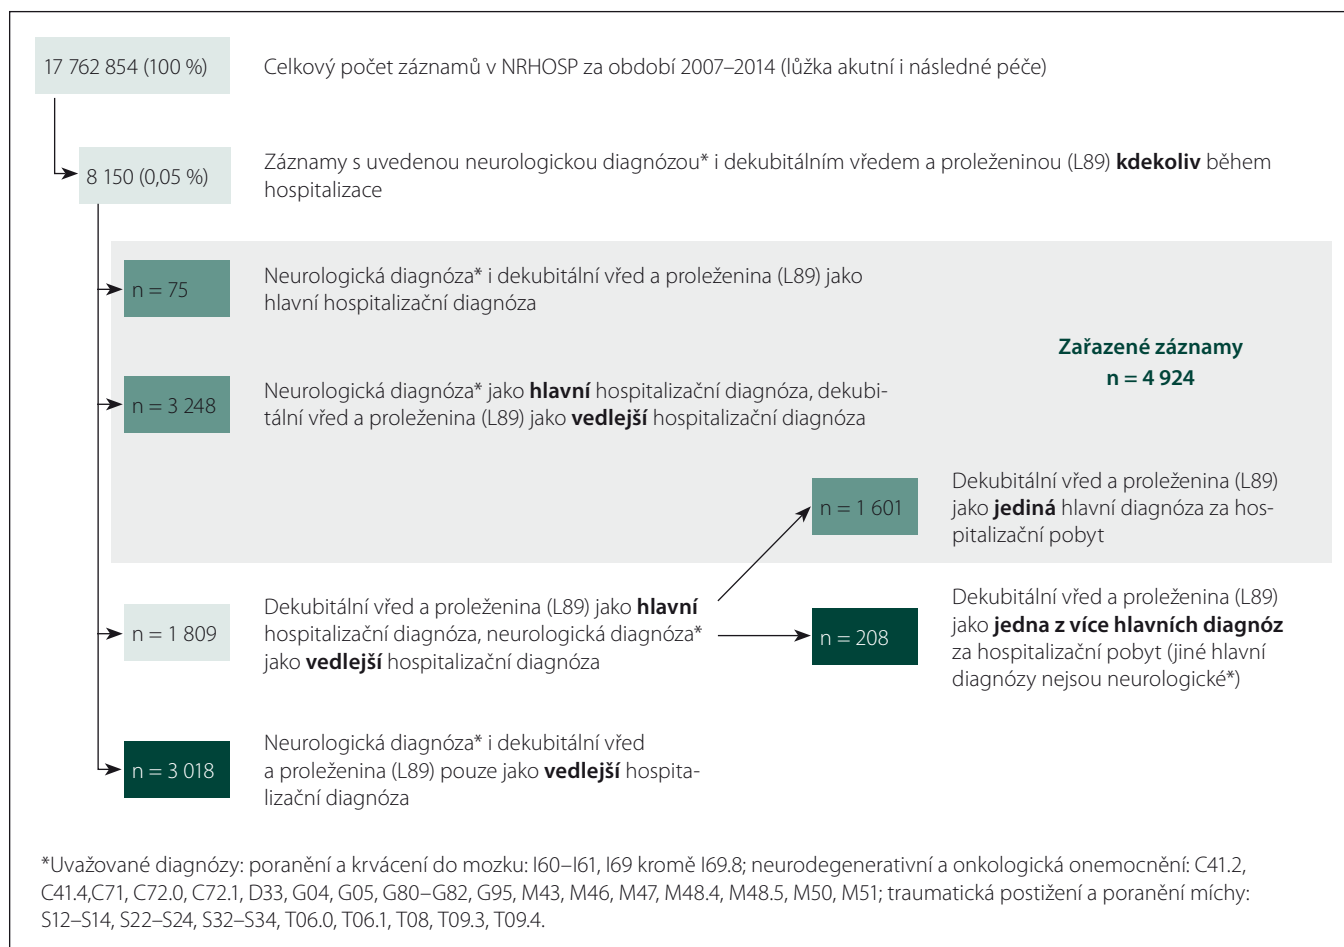 17 762 854 (100 %)
Celkový počet záznamů v NRHOSP za období 2007–2014 (lůžka akutní i následné péče)
8 150 (0,05 %)
Záznamy s uvedenou neurologickou diagnózou* i dekubitálním vředem a proleženinou (L89) kdekoliv během
hospitalizace
n = 75
Neurologická diagnóza* i dekubitální vřed a proleženina (L89) jako
hlavní hospitalizační diagnóza
Zařazené záznamy
n = 4 924
n = 3 248
Neurologická diagnóza* jako hlavní hospitalizační diagnóza, dekubi-
tální vřed a proleženina (L89) jako vedlejší hospitalizační diagnóza
n = 1 601
Dekubitální vřed a proleženina (L89)
jako jediná hlavní diagnóza za hos-
pitalizační pobyt
n = 1 809
Dekubitální vřed a proleženina (L89) jako hlavní
hospitalizační diagnóza, neurologická diagnóza*
jako vedlejší hospitalizační diagnóza
n = 208
Dekubitální vřed a proleženina (L89)
jako jedna z více hlavních diagnóz
za hospitalizační pobyt (jiné hlavní
diagnózy nejsou neurologické*)
n = 3 018
Neurologická diagnóza* i dekubitální vřed
a proleženina (L89) pouze jako vedlejší hospita-
lizační diagnóza
*Uvažované diagnózy: poranění a krvácení do mozku: I60–I61, I69 kromě I69.8; neurodegenerativní a onkologická onemocnění: C41.2,
C41.4,C71, C72.0, C72.1, D33, G04, G05, G80–G82, G95, M43, M46, M47, M48.4, M48.5, M50, M51; traumatická postižení a poranění míchy:
S12–S14, S22–S24, S32–S34, T06.0, T06.1, T08, T09.3, T09.4.